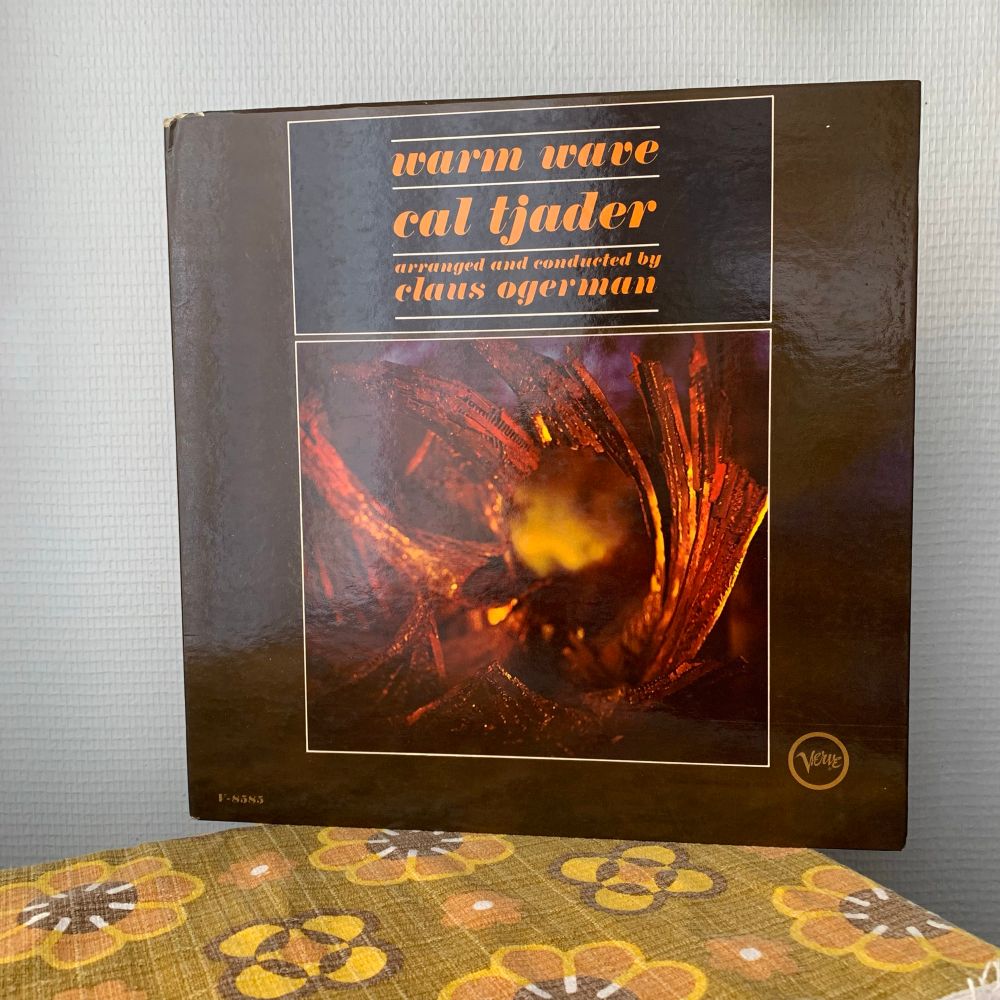 warm wave
cal tjader
arranged and conducted by
claus ogerman
Verve
V-8585